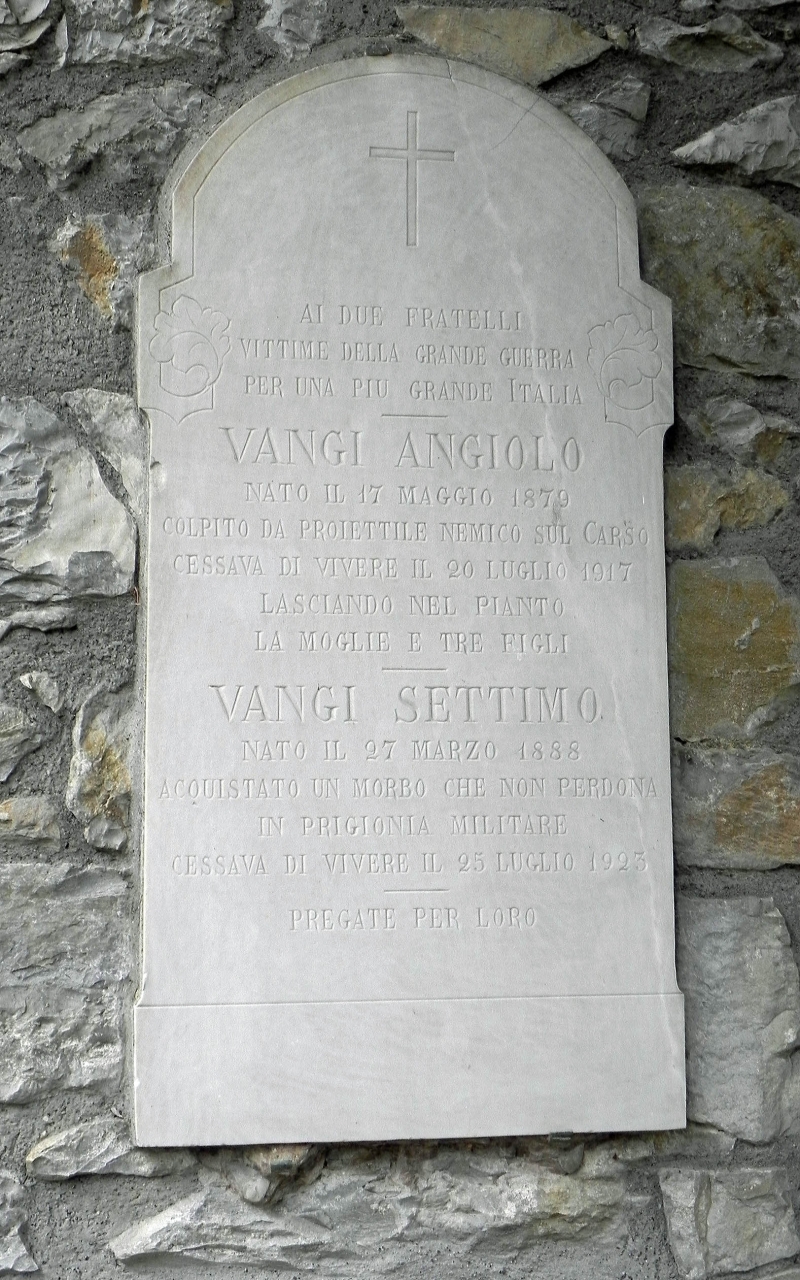 AI DUE FRATELLI
VITTIME DELLA GRANDE GUERRA
PER UNA PIU GRANDE ITALIA
VANGI ANGIOLO
NATO IL 17 MAGGIO 1879
COLPITO DA PROIETTILE NEMICO SUL CARSO
CESSAVA DI VIVERE IL 20 LUGLIO 1917
LASCIANDO NEL PIANTO
LA MOGLIE E TRE FIGLI
VANGI SETTIMO
NATO IL 27 MARZO 1888
ACQUISTATO UN MORBO CHE NON PERDONA
IN PRIGIONIA MILITARE
CESSAVA DI VIVERE IL 25 LUGLIO 1923
PREGATE PER LORO